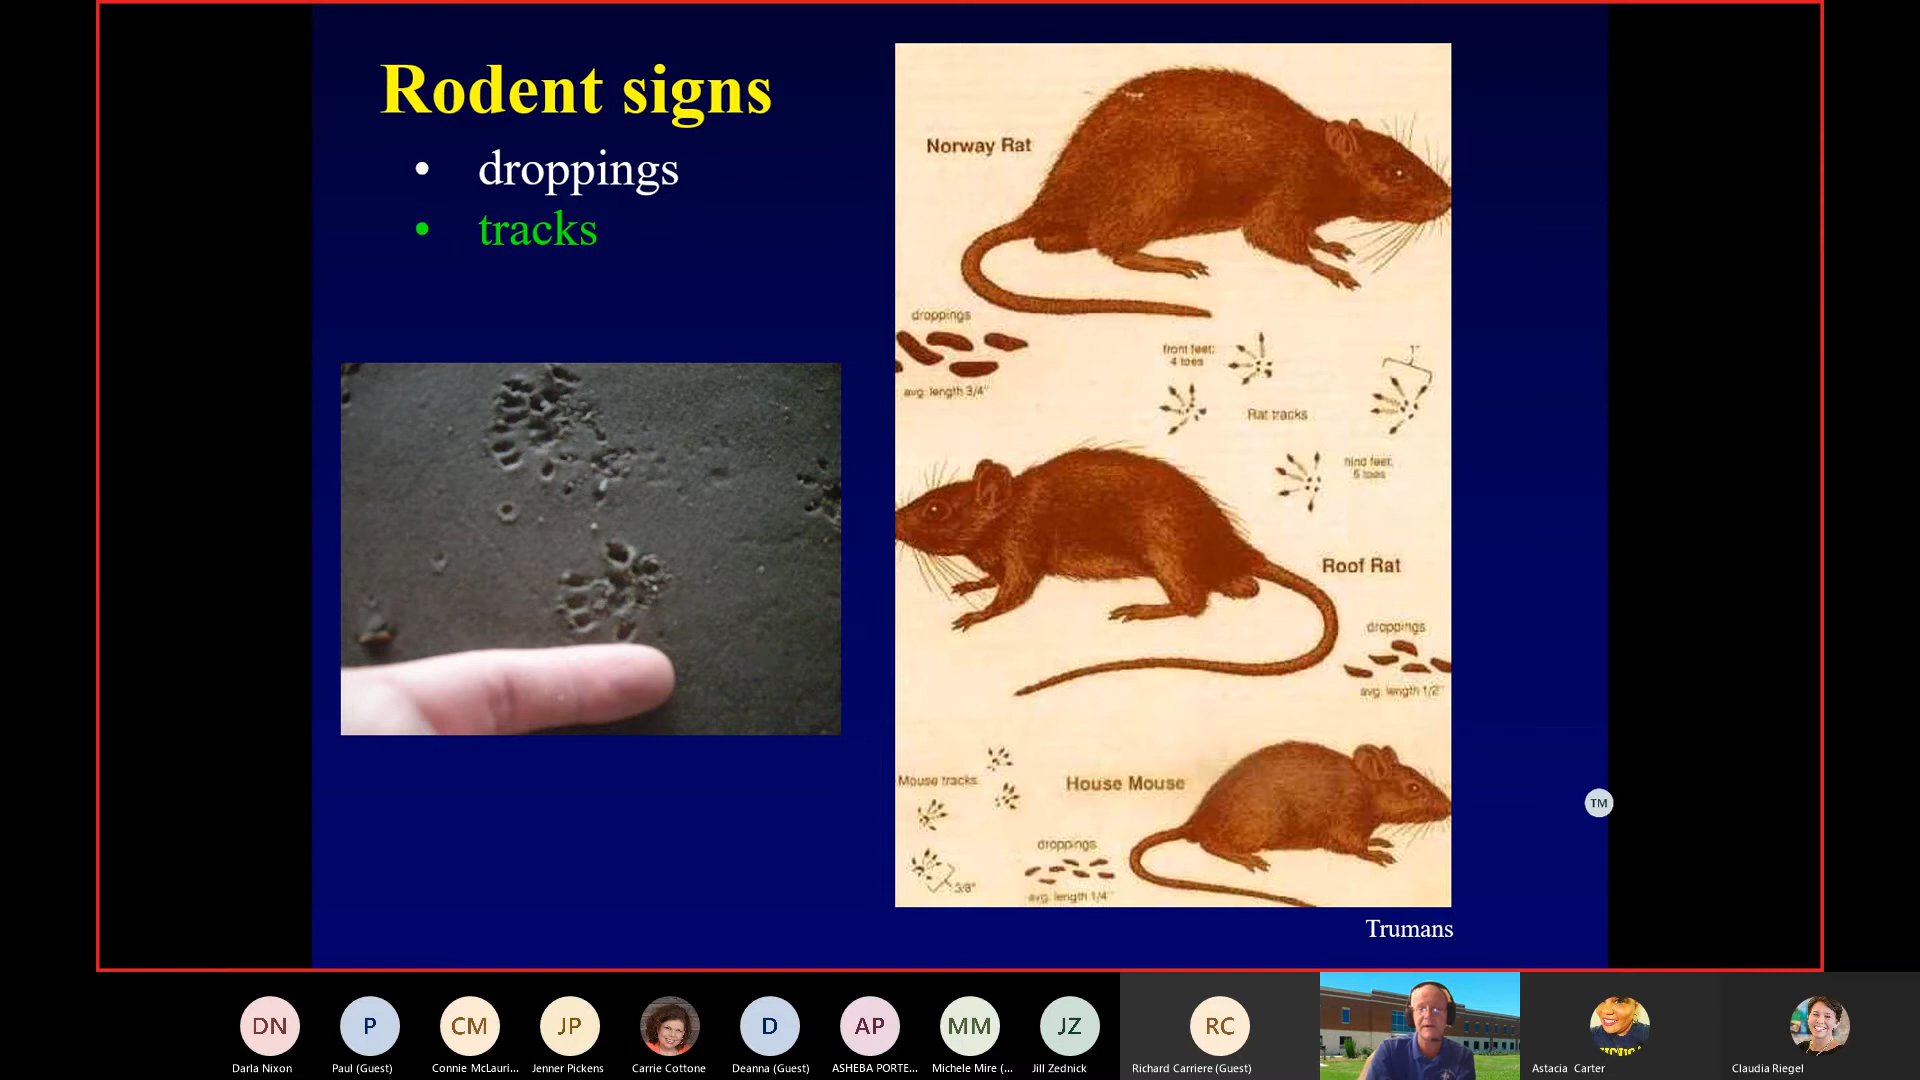 Rodent signs
• droppings
• tracks
Norway Rat
droppings
avg. length 3/4"
front feet:
4 toes
1"
Rat tracks
hind feet:
5 toes
Roof Rat
droppings
avg. length 1/2"
Mouse tracks
House Mouse
droppings
3/8"
avg. length 1/4"
Trumans
TM
DN
P
CM
JP
D
AP
MM
JZ
RC
Darla Nixon
Paul (Guest)
Connie McLauri...
Jenner Pickens
Carrie Cottone
Deanna (Guest)
ASHEBA PORTE...
Michele Mire (...
Jill Zednick
Richard Carriere (Guest)
Astacia Carter
Claudia Riegel